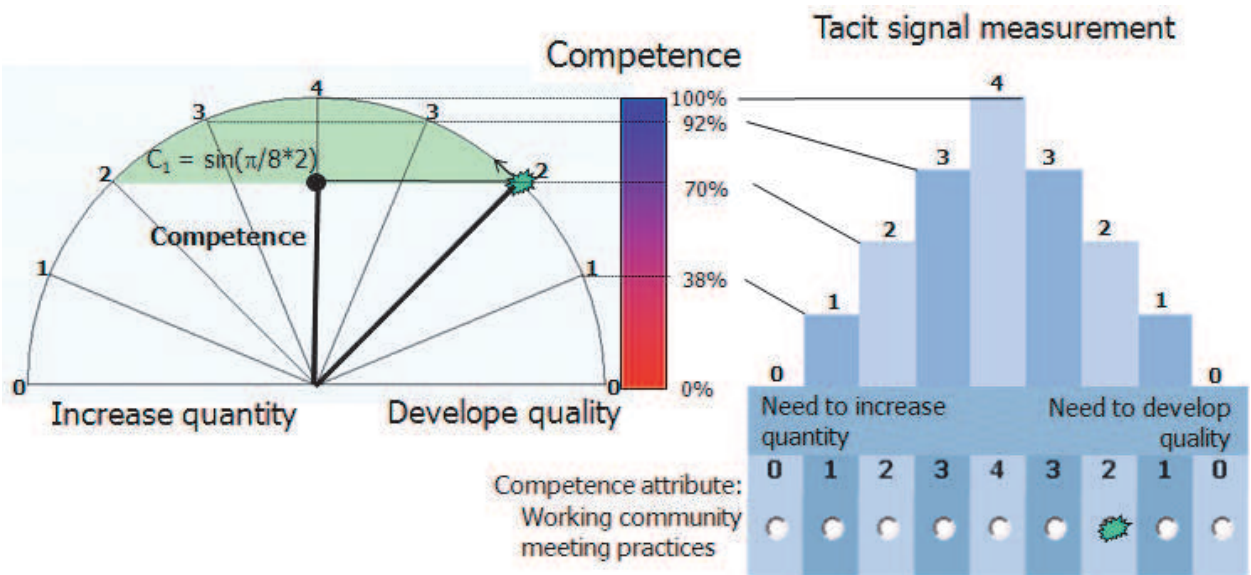 Tacit signal measurement
Competence
4
3
3
2
2
1
1
0
0
C₁ = sin(π/8*2)
Competence
100%
92%
70%
38%
0%
Increase quantity
Develope quality
4
3
3
2
2
1
1
0
0
Need to increase
quantity
Need to develop
quality
0 1 2 3 4 3 2 1 0
Competence attribute:
Working community
meeting practices